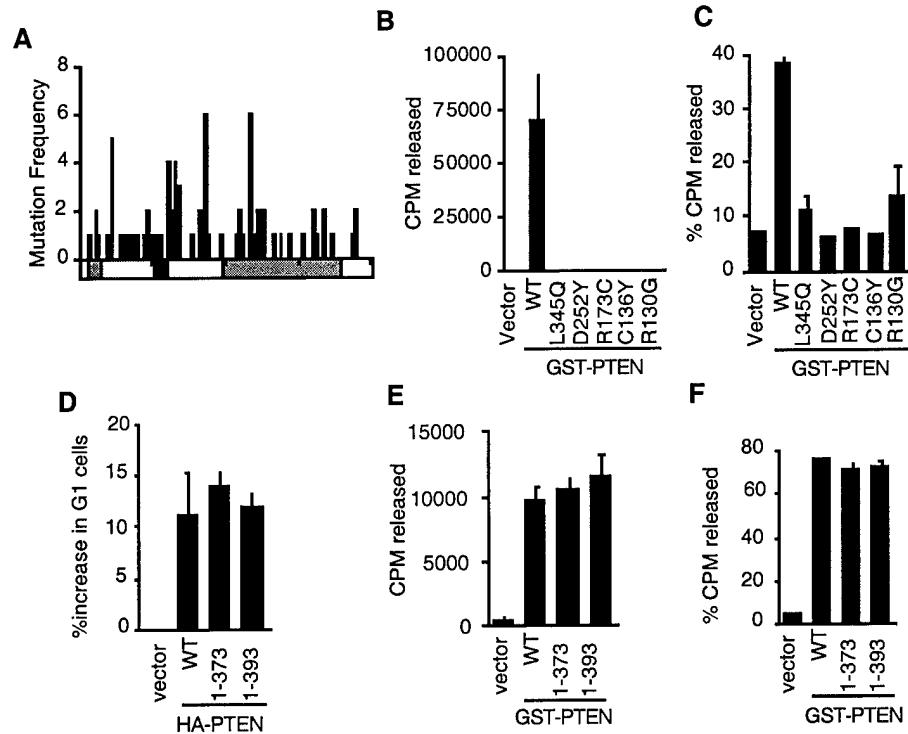 A
Mutation Frequency
8
6
4
2
0
B
CPM released
100000
75000
50000
25000
0
Vector
WT
L345Q
D252Y
R173C
C136Y
R130G
GST-PTEN
C
% CPM released
40
30
20
10
0
Vector
WT
L345Q
D252Y
R173C
C136Y
R130G
GST-PTEN
D
%increase in G1 cells
20
15
10
5
0
vector
WT
1-373
1-393
HA-PTEN
E
CPM released
15000
10000
5000
0
vector
WT
1-373
1-393
GST-PTEN
F
% CPM released
80
60
40
20
0
vector
WT
1-373
1-393
GST-PTEN